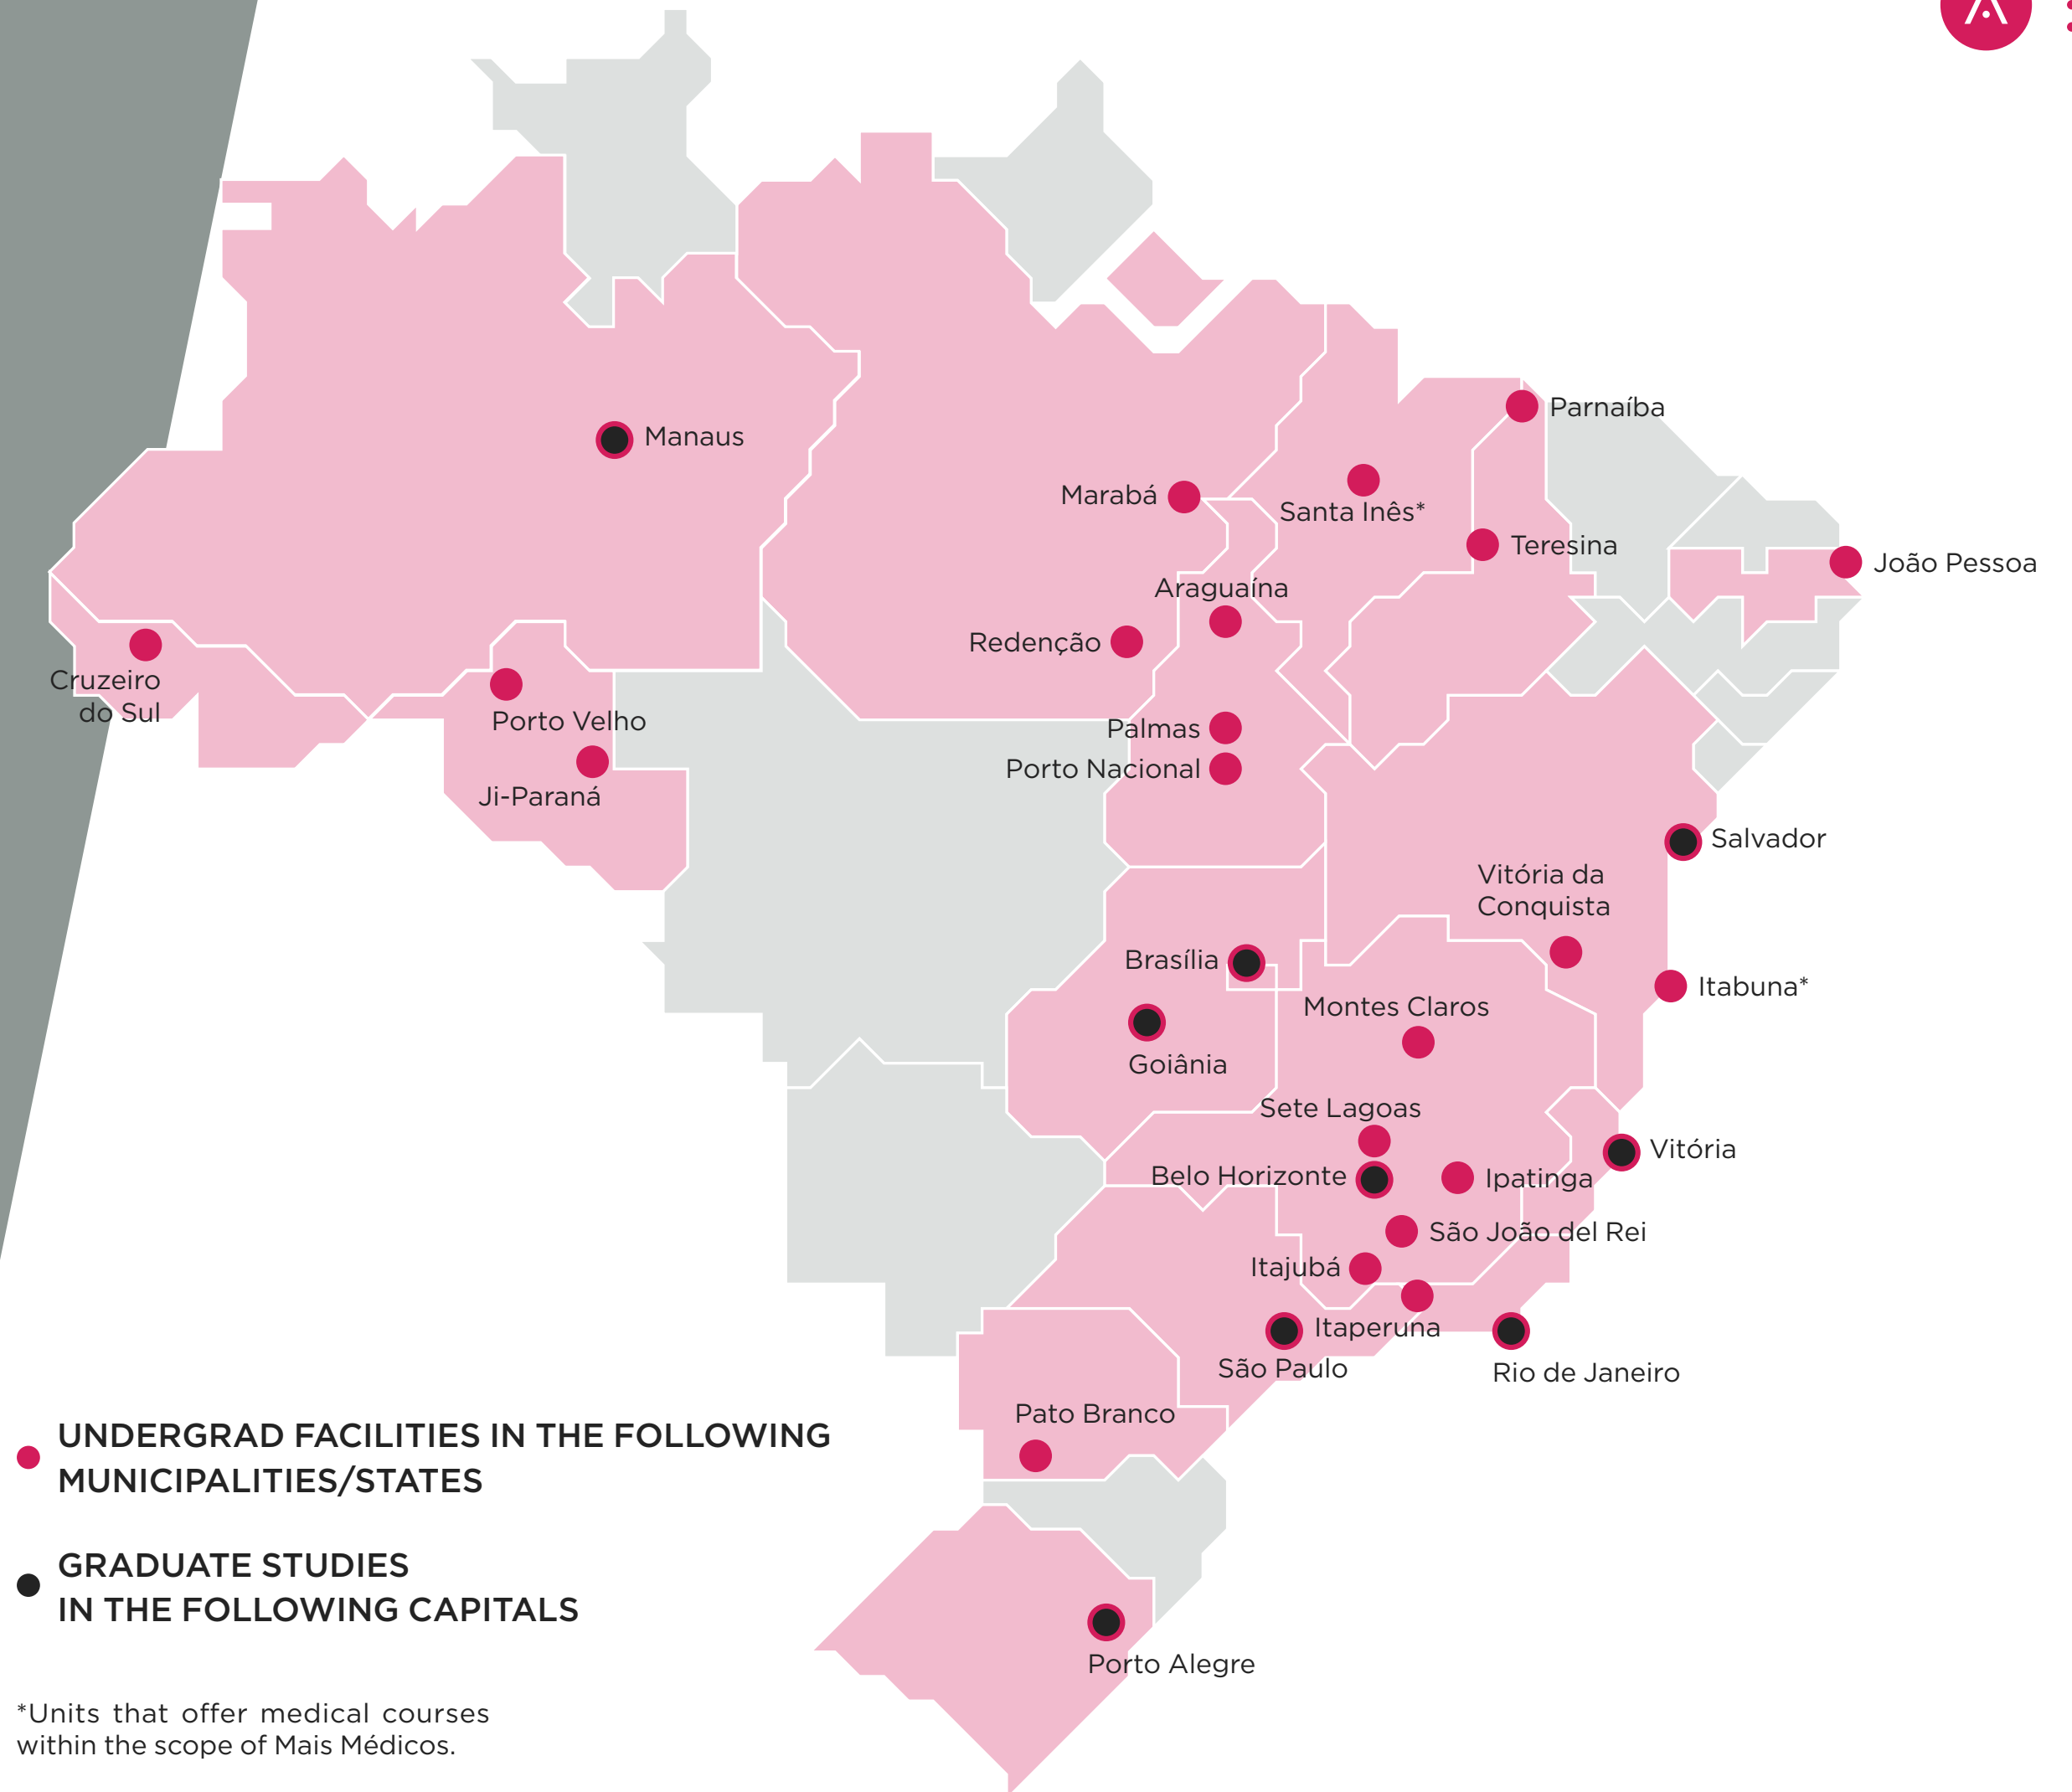 Parnaíba
Manaus
Marabá
Santa Inês*
Teresina
João Pessoa
Araguaína
Redenção
Cruzeiro
do Sul
Porto Velho
Palmas
Porto Nacional
Ji-Paraná
Salvador
Vitória da
Conquista
Brasília
Itabuna*
Montes Claros
Goiânia
Sete Lagoas
Vitória
Belo Horizonte
Ipatinga
São João del Rei
Itajubá
Itaperuna
São Paulo
Rio de Janeiro
Pato Branco
UNDERGRAD FACILITIES IN THE FOLLOWING
MUNICIPALITIES/STATES
GRADUATE STUDIES
IN THE FOLLOWING CAPITALS
Porto Alegre
*Units that offer medical courses
within the scope of Mais Médicos.